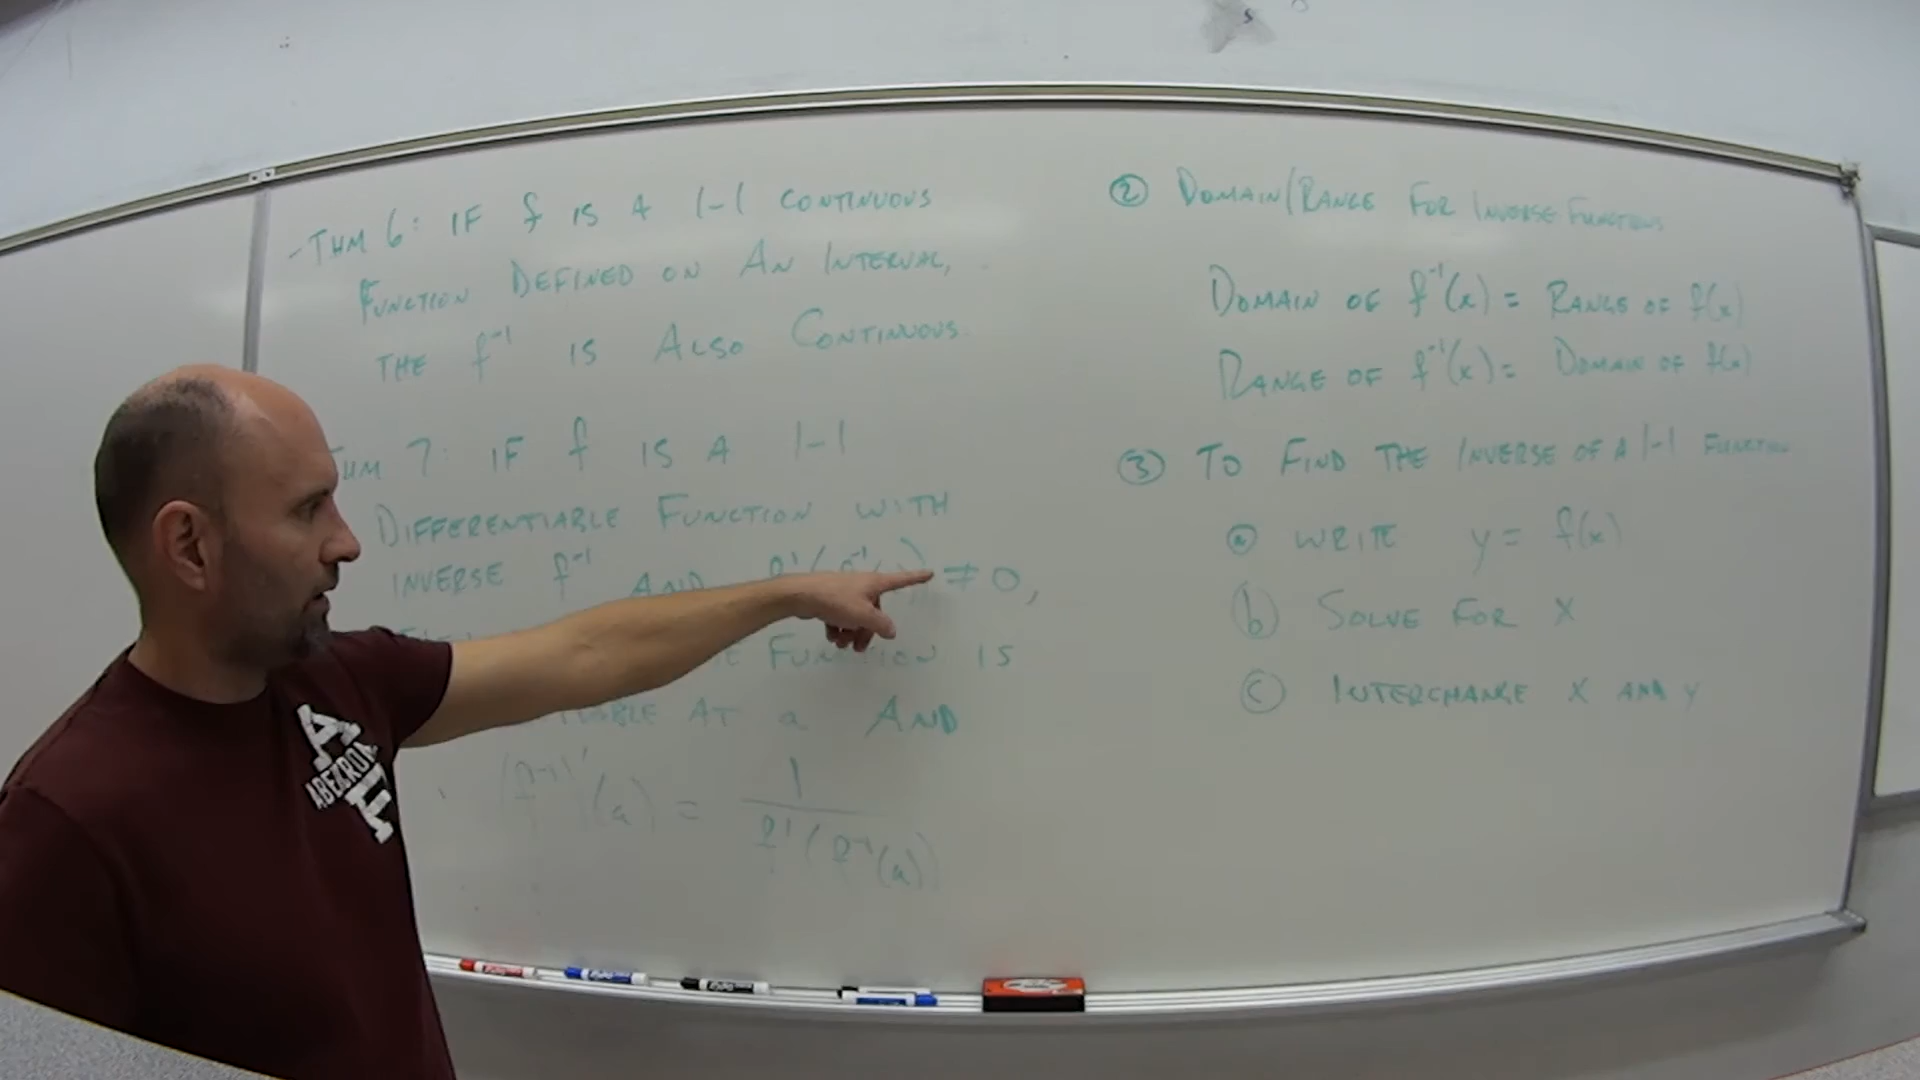 - THM 6: IF f IS A 1-1 CONTINUOUS
FUNCTION DEFINED ON AN INTERVAL,
THE f⁻¹ IS ALSO CONTINUOUS.
THM 7: IF f IS A 1-1
DIFFERENTIABLE FUNCTION WITH
INVERSE f⁻¹ AND ≠ 0,
FUNCTION IS
AT a AND
(f⁻¹)'(a) = 1 / f'(f⁻¹(a))
② DOMAIN/RANGE FOR INVERSE FUNCTIONS
DOMAIN OF f⁻¹(x) = RANGE OF f(x)
RANGE OF f⁻¹(x) = DOMAIN OF f(x)
③ TO FIND THE INVERSE OF A 1-1 FUNCTION
ⓐ WRITE y = f(x)
ⓑ SOLVE FOR X
ⓒ INTERCHANGE X AND y
A
ABERCROM
F